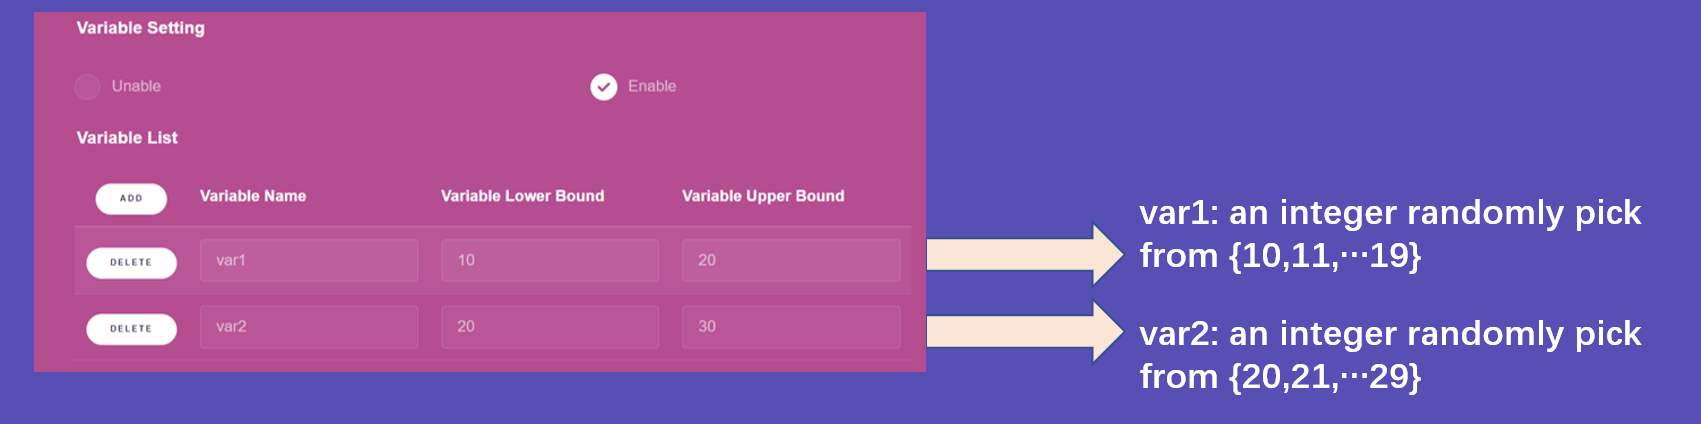 Variable Setting
Unable
Enable
Variable List
ADD
Variable Name
Variable Lower Bound
Variable Upper Bound
DELETE
var1
10
20
DELETE
var2
20
30
var1: an integer randomly pick
from {10,11,···19}
var2: an integer randomly pick
from {20,21,···29}